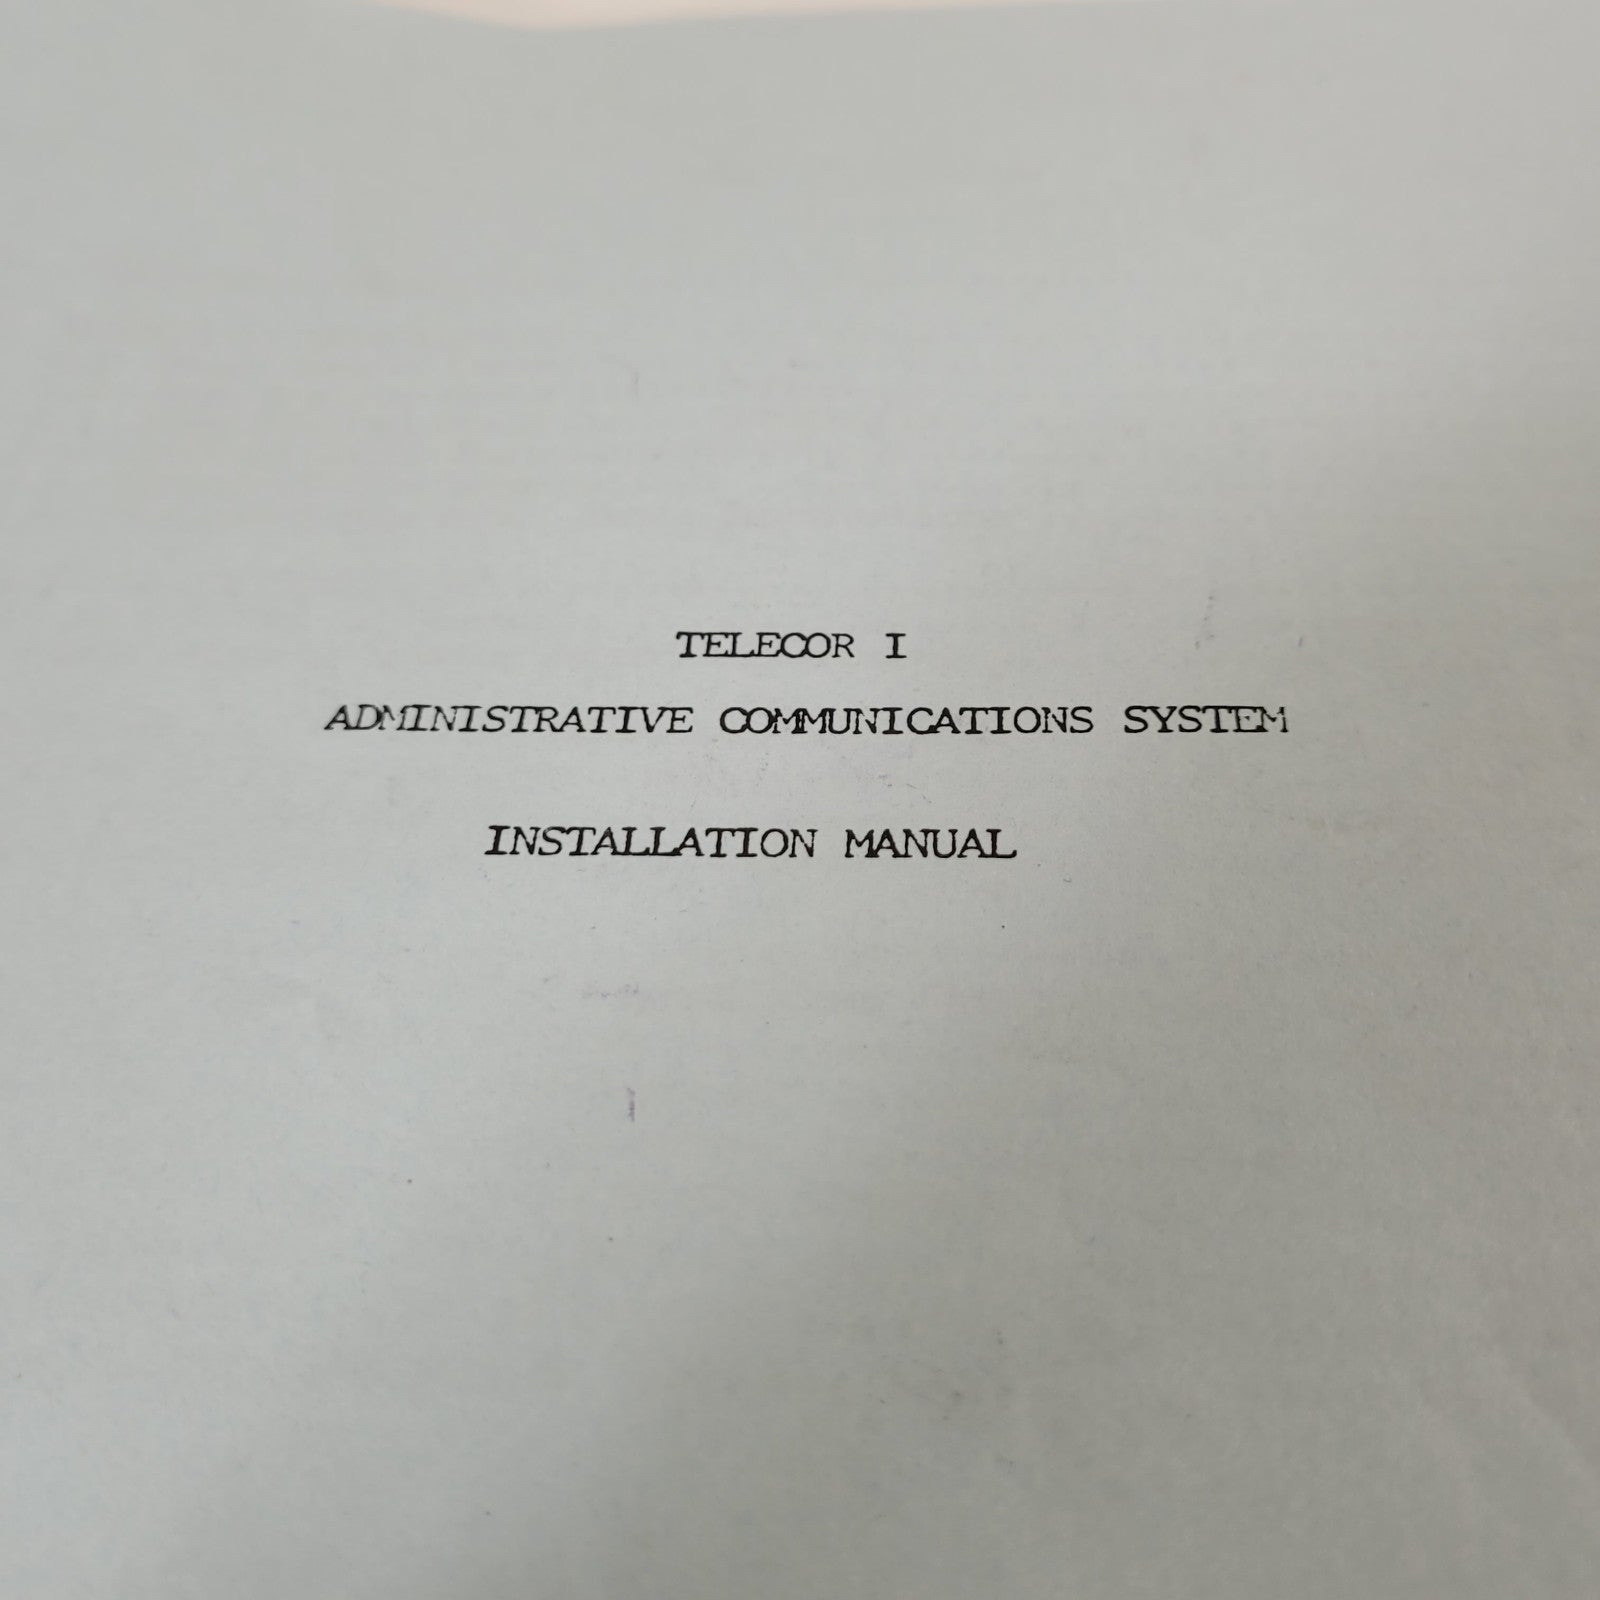 TELECOR I
ADMINISTRATIVE COMMUNICATIONS SYSTEM
INSTALLATION MANUAL